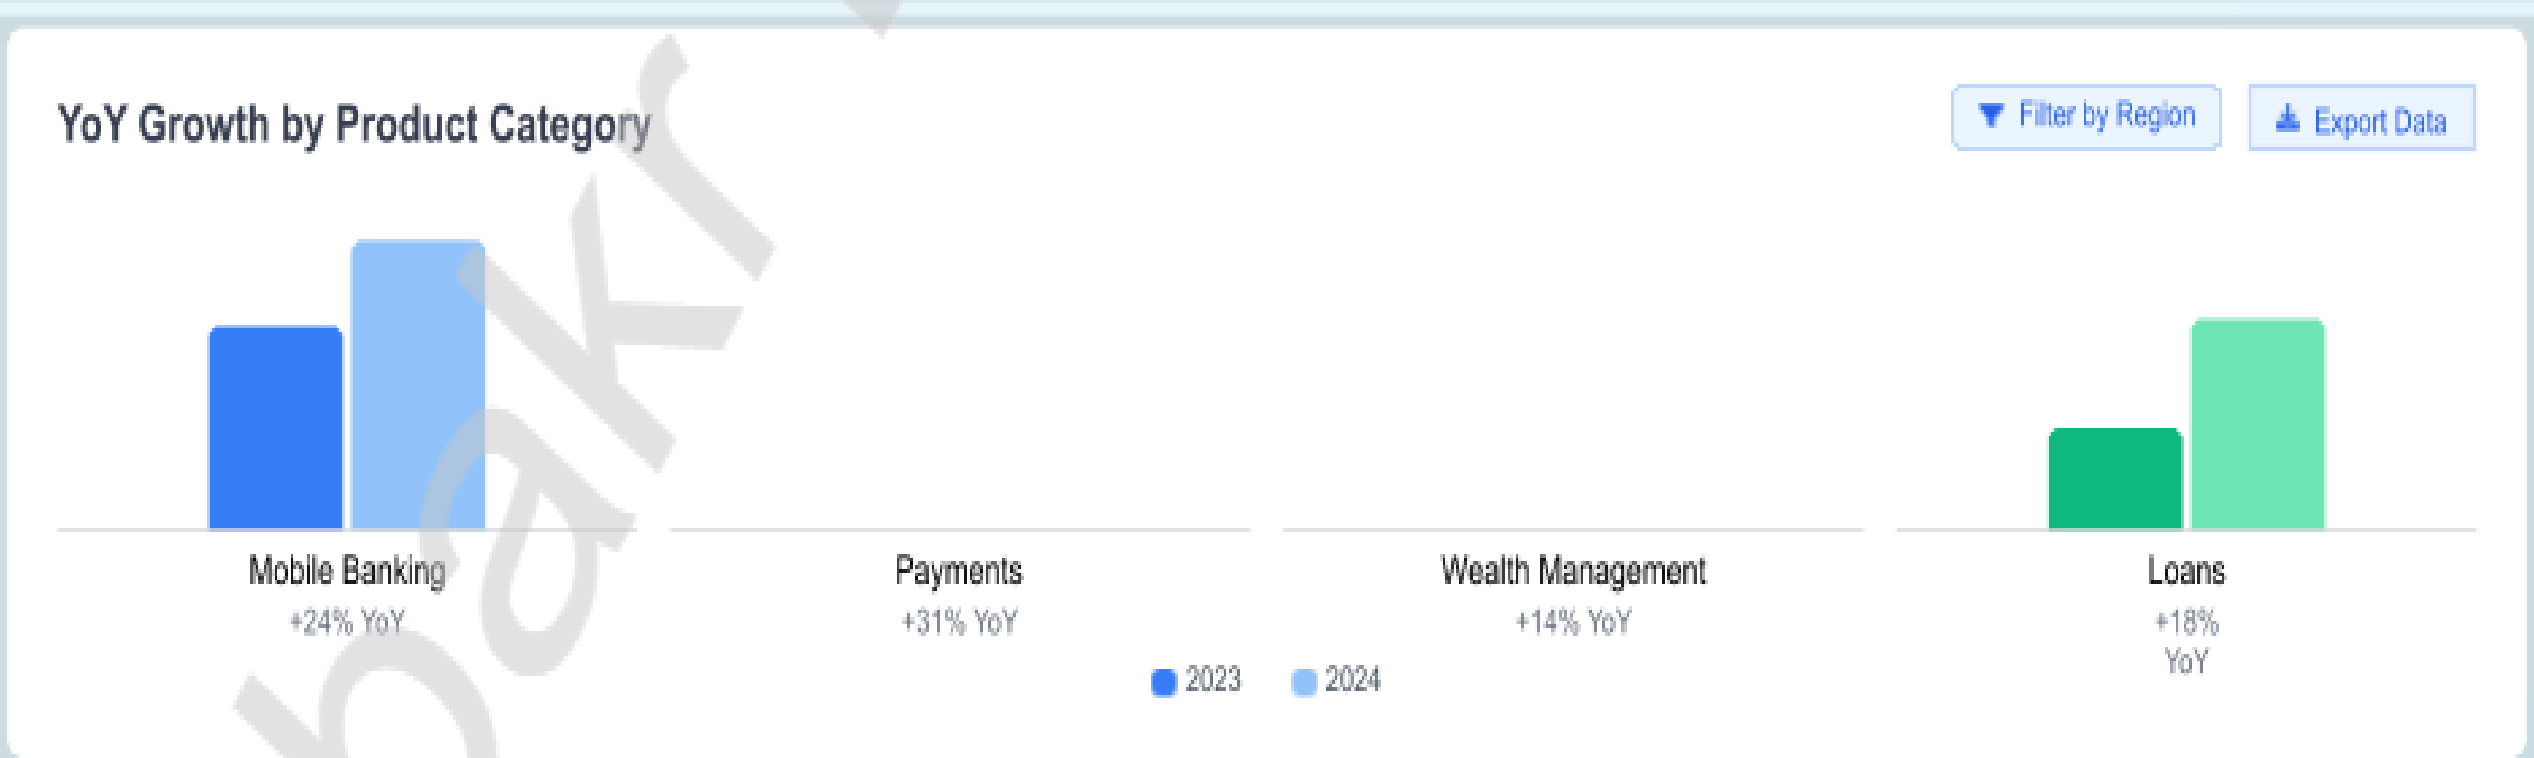 YoY Growth by Product Category
Filter by Region
Export Data
Mobile Banking
+24% YoY
Payments
+31% YoY
Wealth Management
+14% YoY
Loans
+18%
YoY
2023
2024
bakr